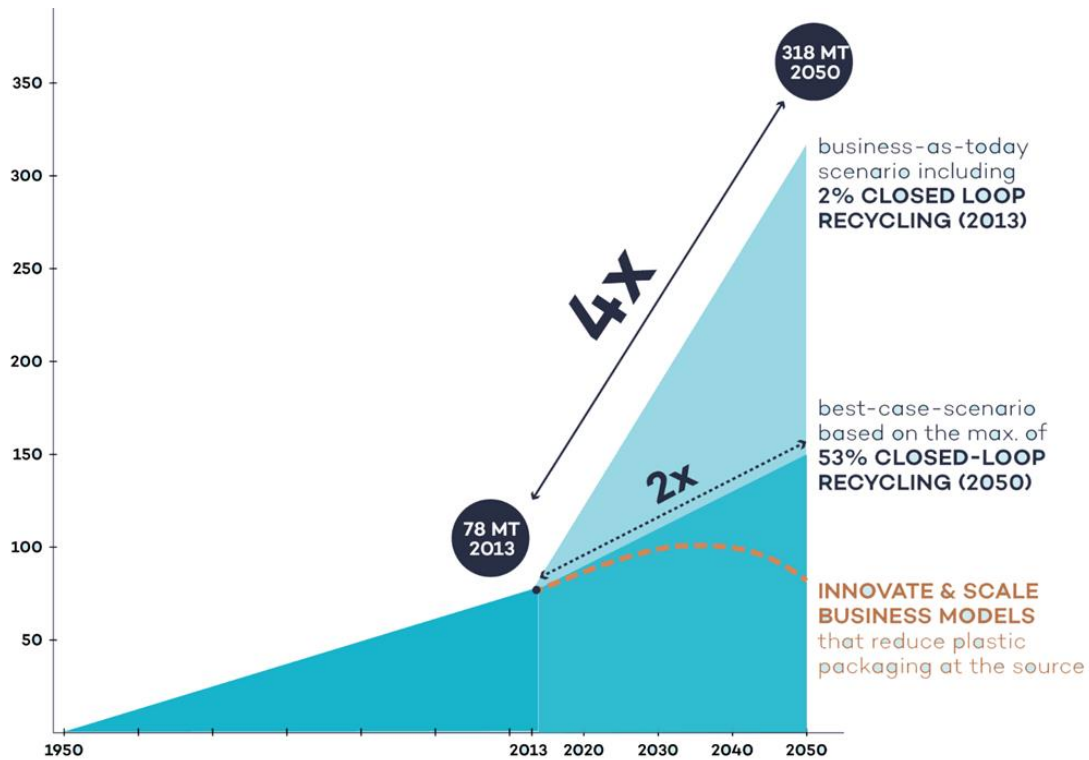 318 MT
2050
350
300
250
200
150
100
50
4x
2x
78 MT
2013
business-as-today
scenario including
2% CLOSED LOOP
RECYCLING (2013)
best-case-scenario
based on the max. of
53% CLOSED-LOOP
RECYCLING (2050)
INNOVATE & SCALE
BUSINESS MODELS
that reduce plastic
packaging at the source
1950 2013 2020 2030 2040 2050